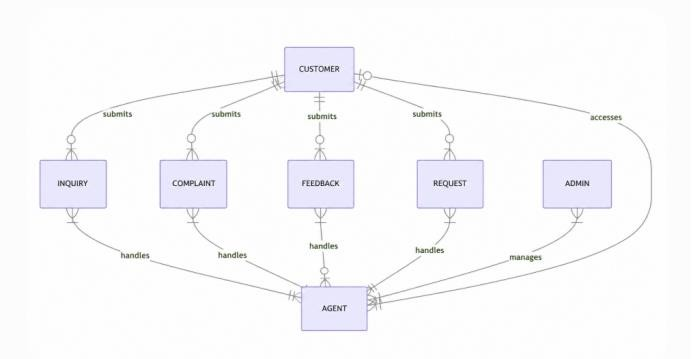 CUSTOMER
submits
submits
submits
submits
accesses
INQUIRY
COMPLAINT
FEEDBACK
REQUEST
ADMIN
handles
handles
handles
handles
manages
AGENT